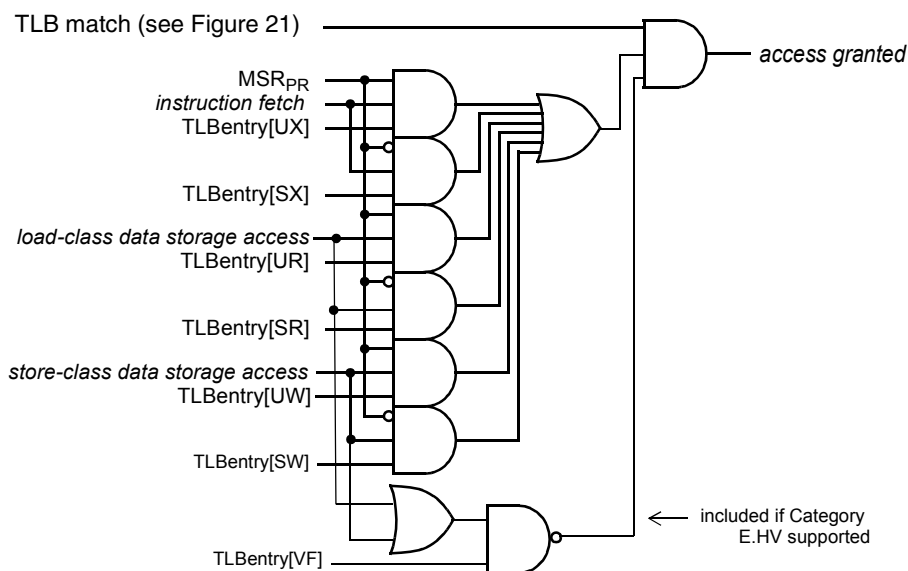 TLB match (see Figure 21)
access granted
MSRPR
instruction fetch
TLBentry[UX]
TLBentry[SX]
load-class data storage access
TLBentry[UR]
TLBentry[SR]
store-class data storage access
TLBentry[UW]
TLBentry[SW]
included if Category
E.HV supported
TLBentry[VF]